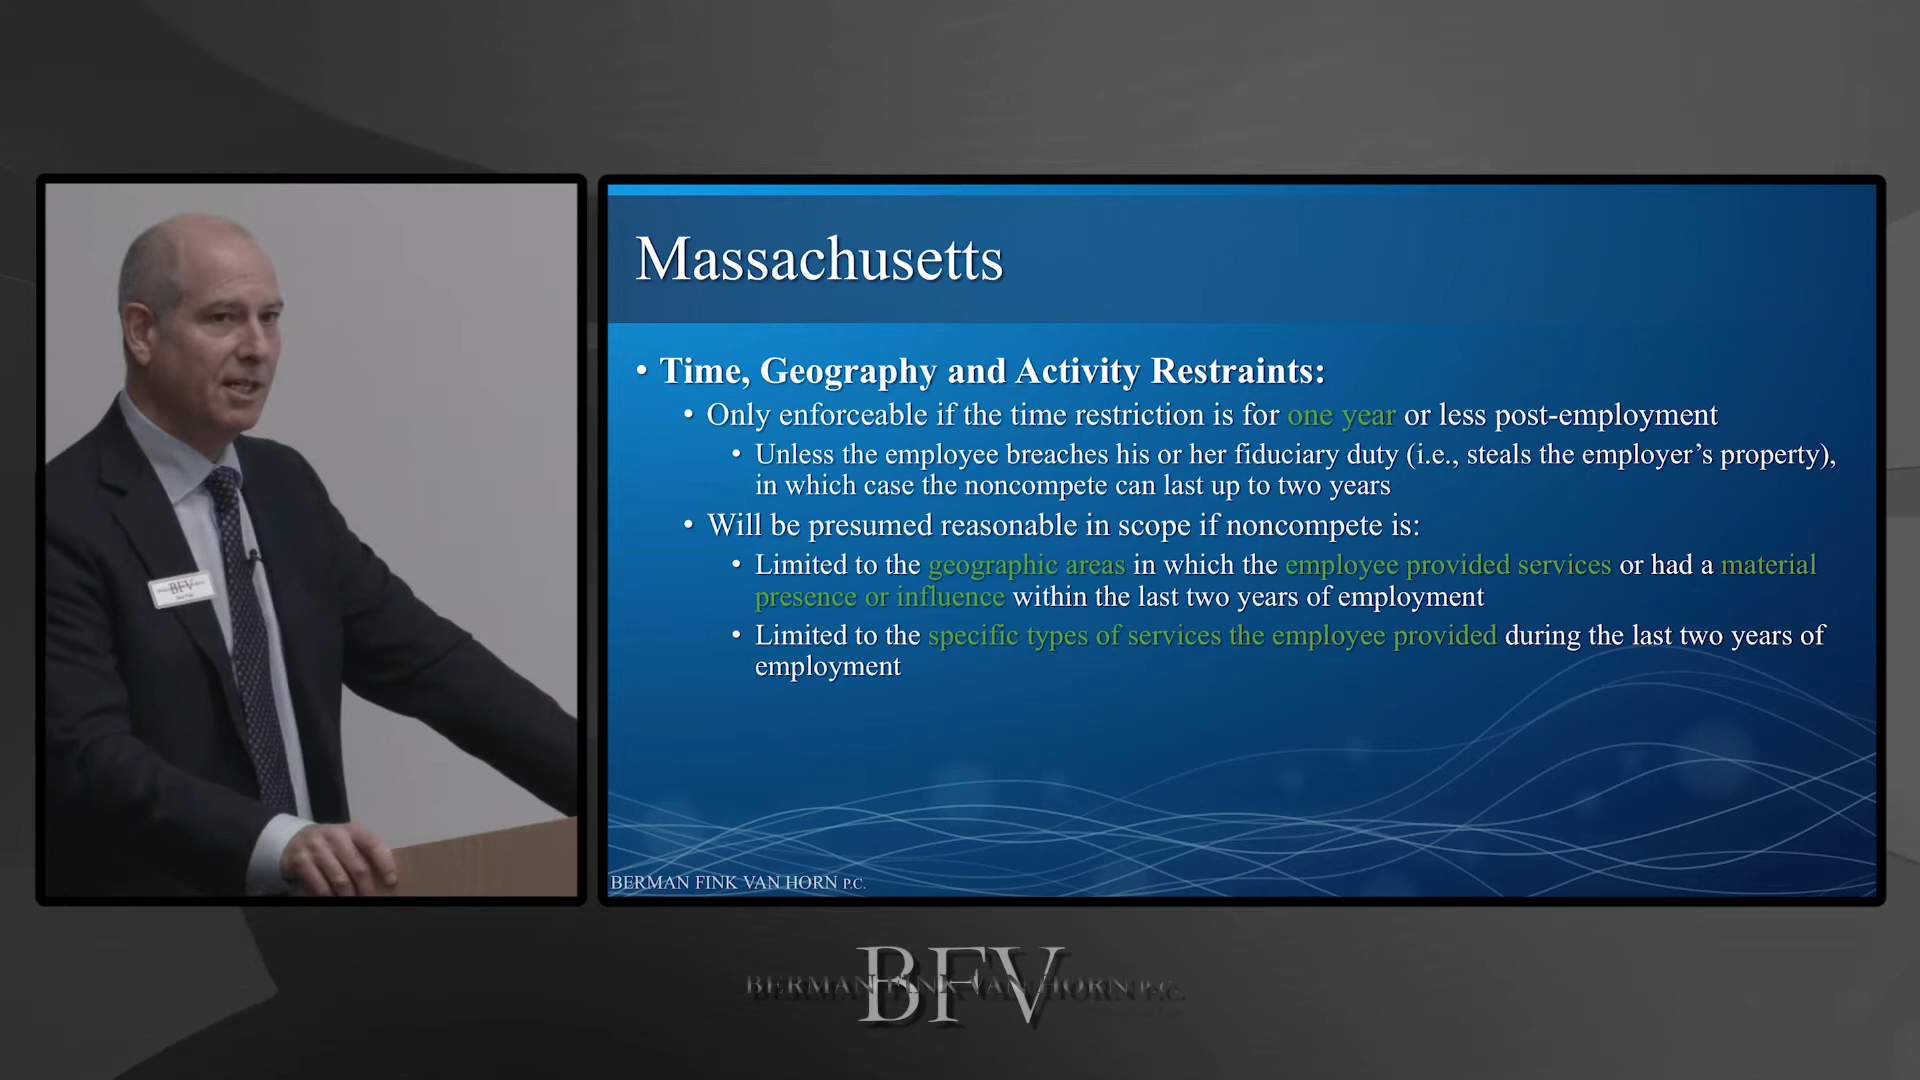 BFV
Massachusetts
• Time, Geography and Activity Restraints:
• Only enforceable if the time restriction is for one year or less post-employment
• Unless the employee breaches his or her fiduciary duty (i.e., steals the employer’s property),
in which case the noncompete can last up to two years
• Will be presumed reasonable in scope if noncompete is:
• Limited to the geographic areas in which the employee provided services or had a material
presence or influence within the last two years of employment
• Limited to the specific types of services the employee provided during the last two years of
employment
BERMAN FINK VAN HORN P.C.
BFV
BERMAN FINK VAN HORN P.C.